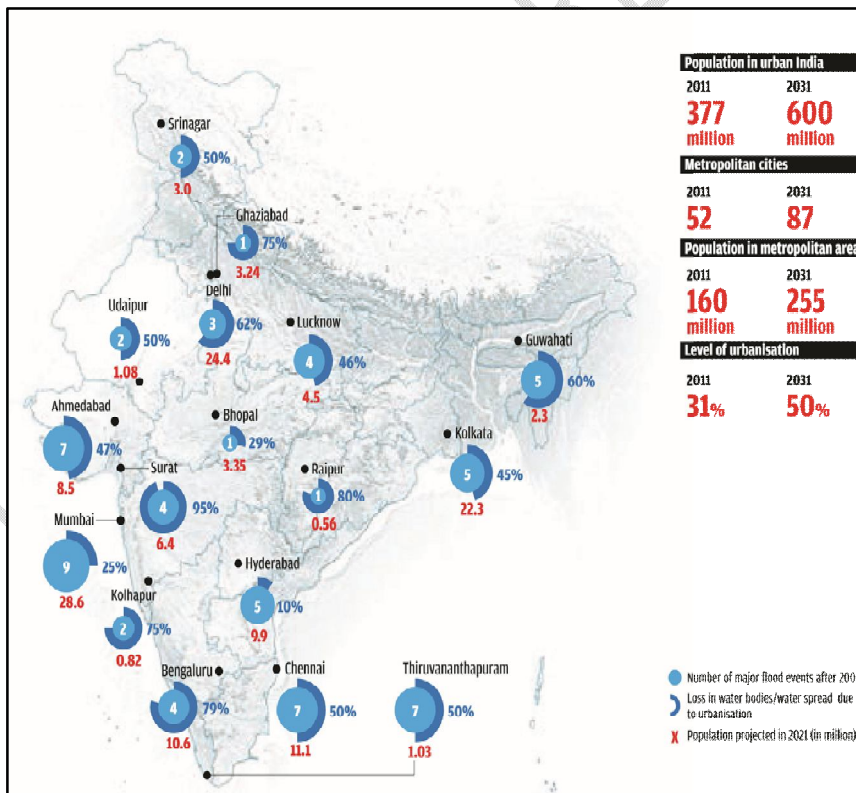 Srinagar
2 50%
3.0
Ghaziabad
1 75%
3.24
Delhi
3 62%
24.4
Udaipur
2 50%
1.08
Lucknow
4 46%
4.5
Guwahati
5 60%
2.3
Ahmedabad
7 47%
8.5
Bhopal
1 29%
3.35
Kolkata
5 45%
22.3
Surat
4 95%
6.4
Raipur
1 80%
0.56
Mumbai
9 25%
28.6
Hyderabad
5 10%
9.9
Kolhapur
2 75%
0.82
Bengaluru
4 79%
10.6
Chennai
7 50%
11.1
Thiruvananthapuram
7 50%
1.03
Population in urban India
2011 2031
377 600
million million
Metropolitan cities
2011 2031
52 87
Population in metropolitan area
2011 2031
160 255
million million
Level of urbanisation
2011 2031
31% 50%
Number of major flood events after 200
Loss in water bodies/water spread due
to urbanisation
X Population projected in 2021 (in million)